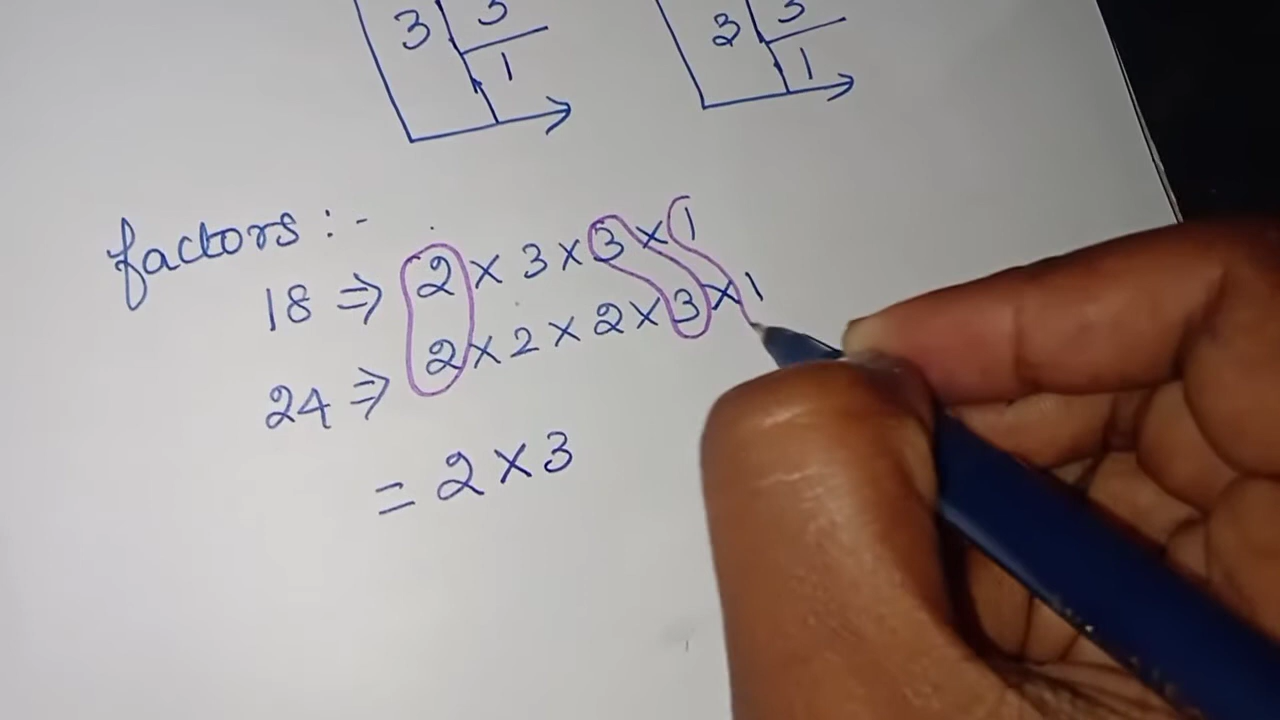 3 | 3 3 | 3
1 1
factors :-
18 ⇒ 2 × 3 × 3 × 1
24 ⇒ 2 × 2 × 2 × 3 × 1
= 2 × 3